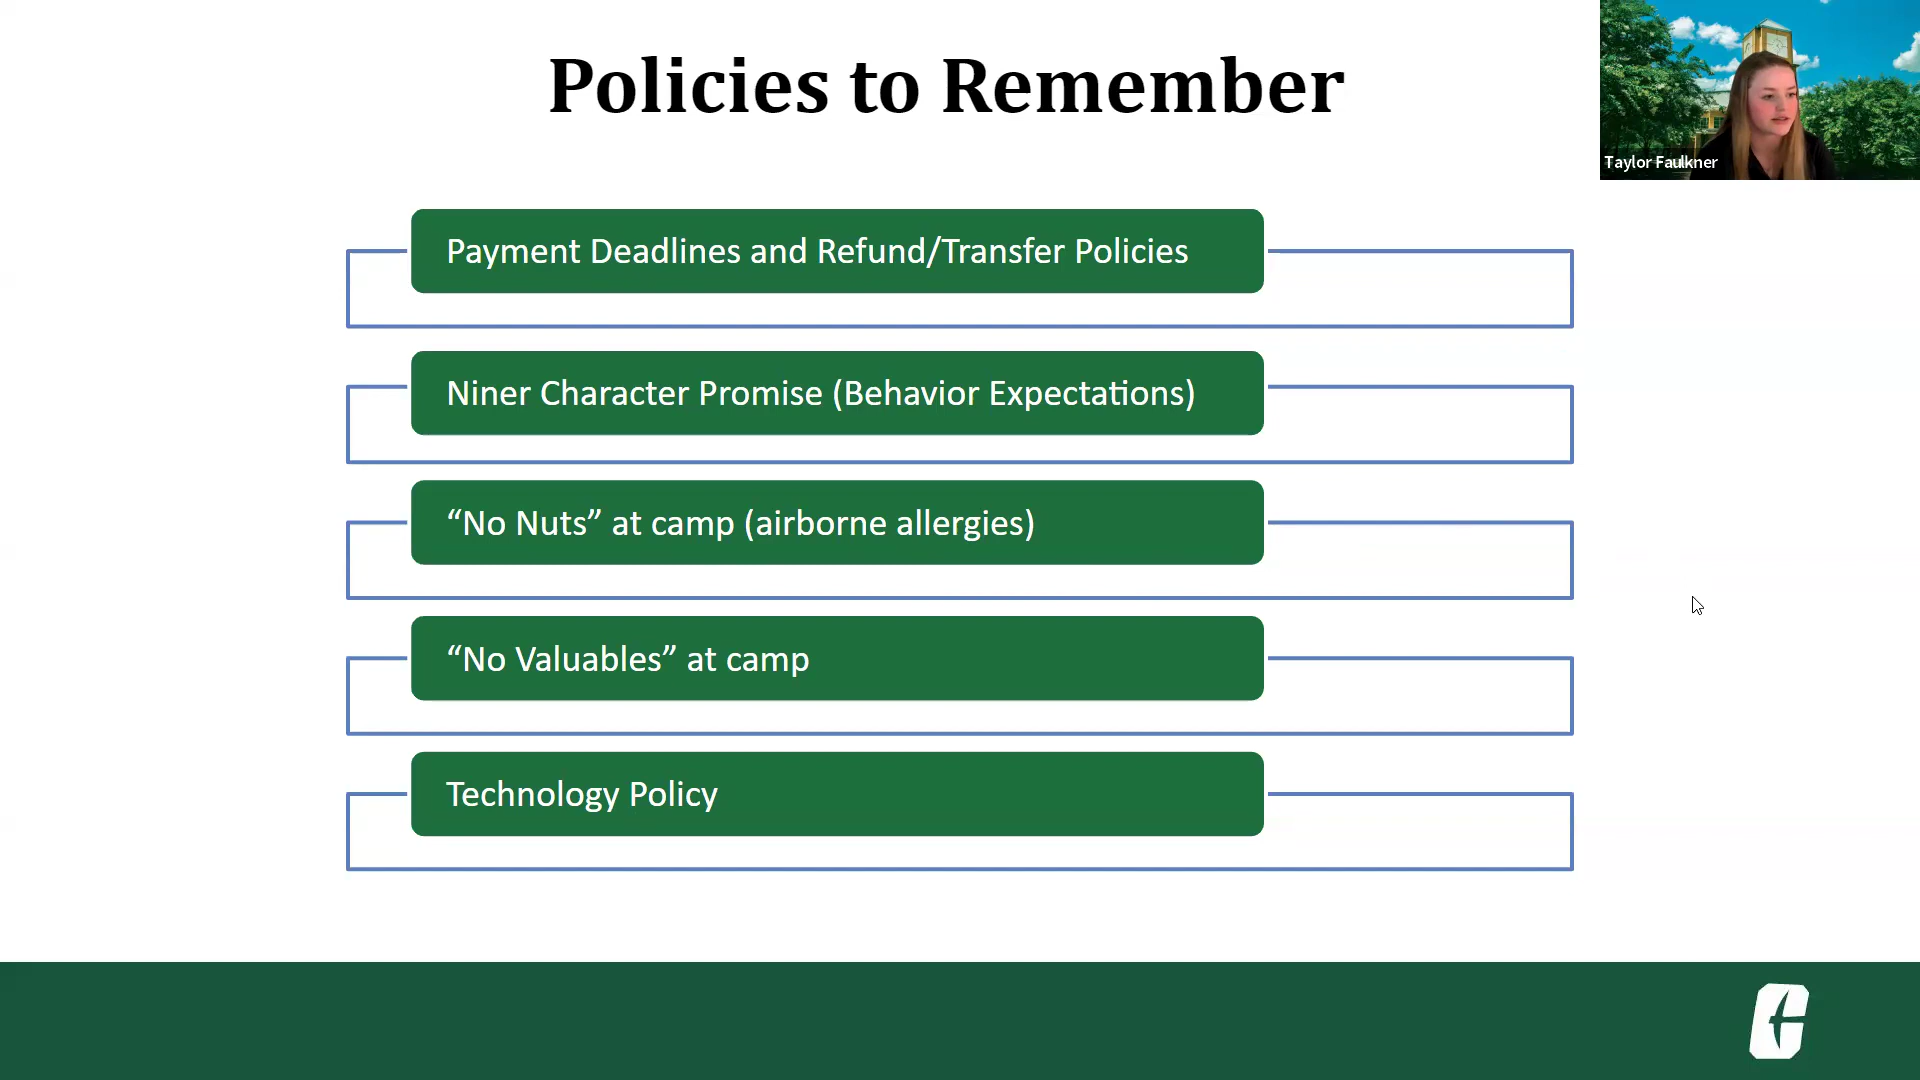 Policies to Remember
Taylor Faulkner
Payment Deadlines and Refund/Transfer Policies
Niner Character Promise (Behavior Expectations)
“No Nuts” at camp (airborne allergies)
“No Valuables” at camp
Technology Policy